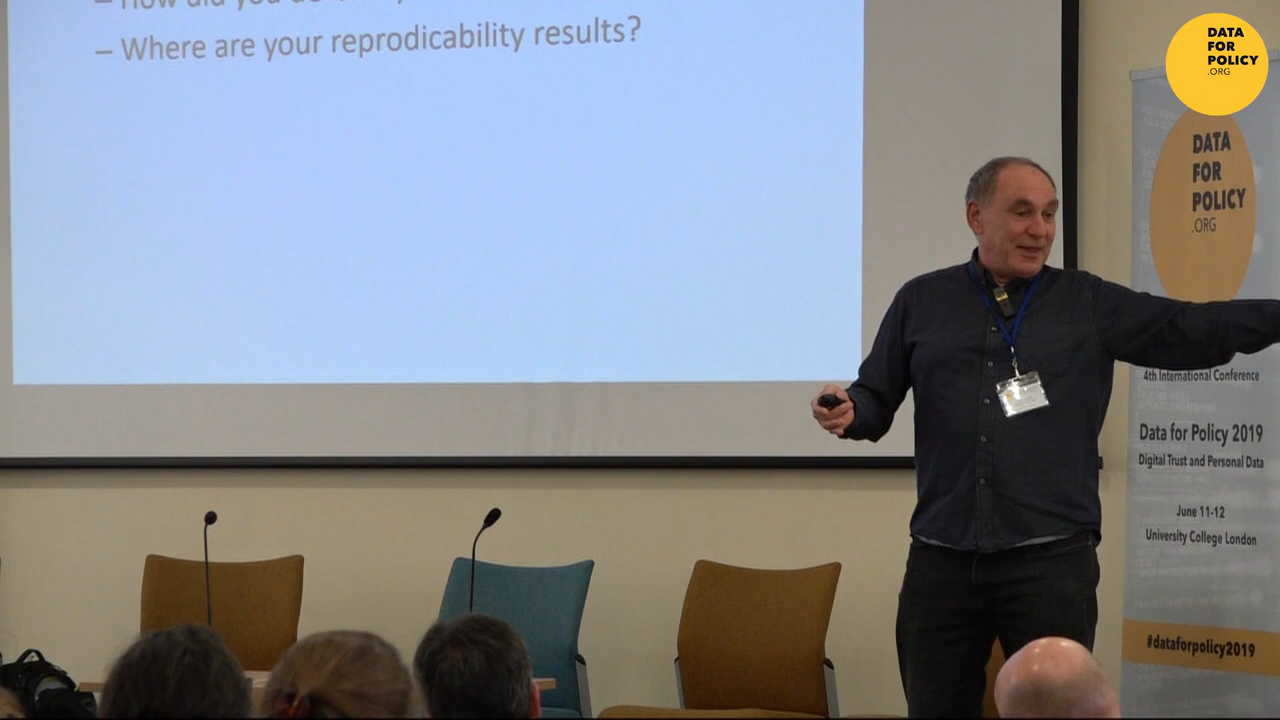 – Where are your reprodicability results?
DATA
FOR
POLICY
.ORG
DATA
FOR
POLICY
.ORG
4th International Conference
Data for Policy 2019
Digital Trust and Personal Data
June 11-12
University College London
#dataforpolicy2019